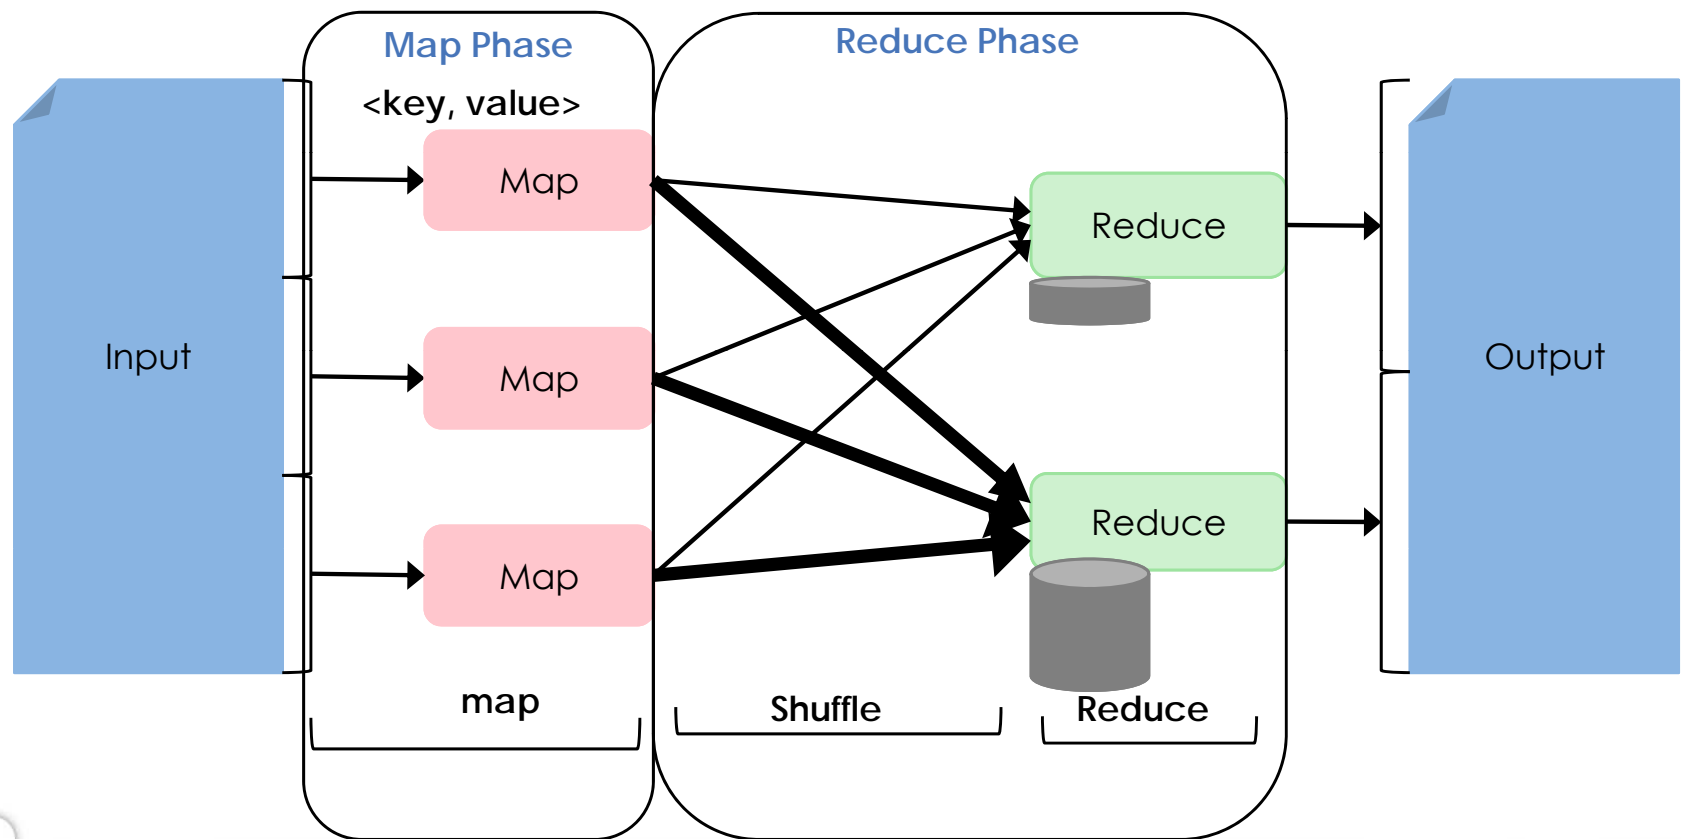 Map Phase
Reduce Phase
<key, value>
Map
Reduce
Input
Map
Output
Reduce
Map
map
Shuffle
Reduce